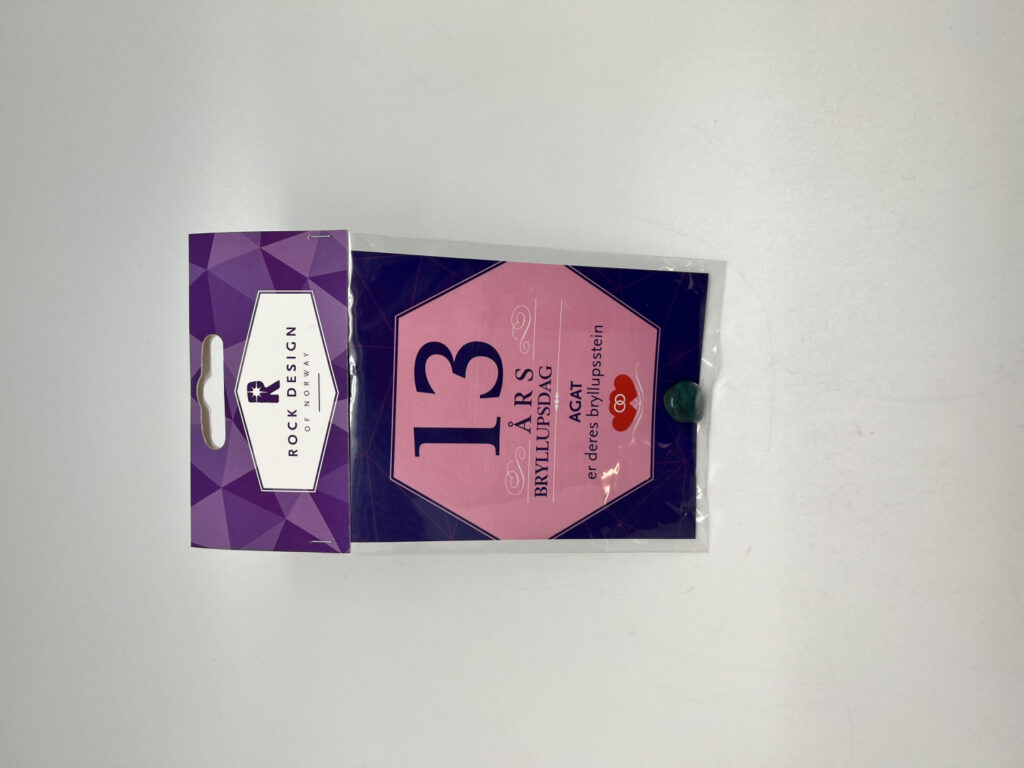 R
ROCK DESIGN
OF NORWAY
13
ÅRS
BRYLLUPSDAG
AGAT
er deres bryllupsstein